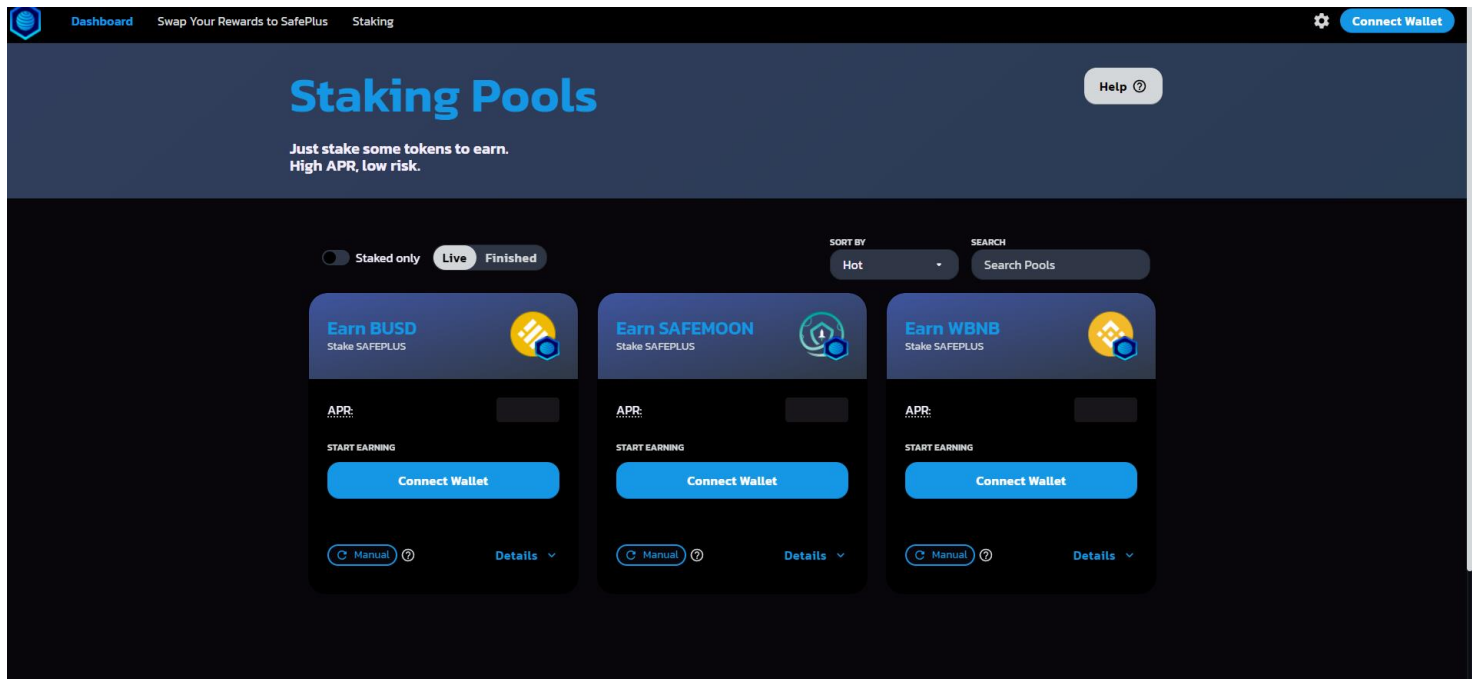 Dashboard Swap Your Rewards to SafePlus Staking Connect Wallet
Staking Pools
Help
Just stake some tokens to earn.
High APR, low risk.
Staked only Live Finished
SORT BY
Hot
SEARCH
Search Pools
Earn BUSD
Stake SAFEPLUS
APR:
START EARNING
Connect Wallet
Manual Details
Earn SAFEMOON
Stake SAFEPLUS
APR:
START EARNING
Connect Wallet
Manual Details
Earn WBNB
Stake SAFEPLUS
APR:
START EARNING
Connect Wallet
Manual Details